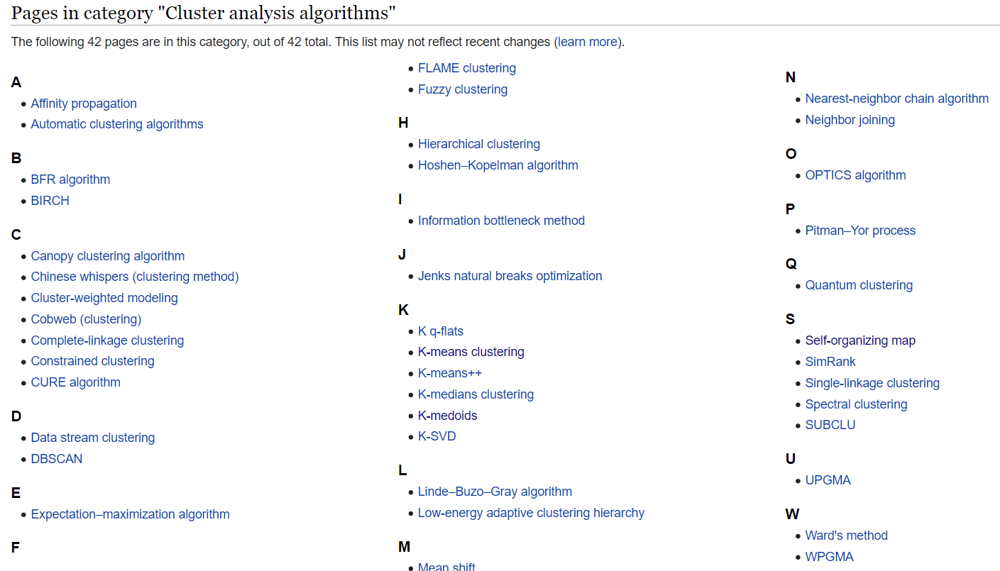 Pages in category "Cluster analysis algorithms"
The following 42 pages are in this category, out of 42 total. This list may not reflect recent changes (learn more).
A
Affinity propagation
Automatic clustering algorithms
B
BFR algorithm
BIRCH
C
Canopy clustering algorithm
Chinese whispers (clustering method)
Cluster-weighted modeling
Cobweb (clustering)
Complete-linkage clustering
Constrained clustering
CURE algorithm
D
Data stream clustering
DBSCAN
E
Expectation–maximization algorithm
F
FLAME clustering
Fuzzy clustering
H
Hierarchical clustering
Hoshen–Kopelman algorithm
I
Information bottleneck method
J
Jenks natural breaks optimization
K
K q-flats
K-means clustering
K-means++
K-medians clustering
K-medoids
K-SVD
L
Linde–Buzo–Gray algorithm
Low-energy adaptive clustering hierarchy
M
Mean shift
N
Nearest-neighbor chain algorithm
Neighbor joining
O
OPTICS algorithm
P
Pitman–Yor process
Q
Quantum clustering
S
Self-organizing map
SimRank
Single-linkage clustering
Spectral clustering
SUBCLU
U
UPGMA
W
Ward's method
WPGMA